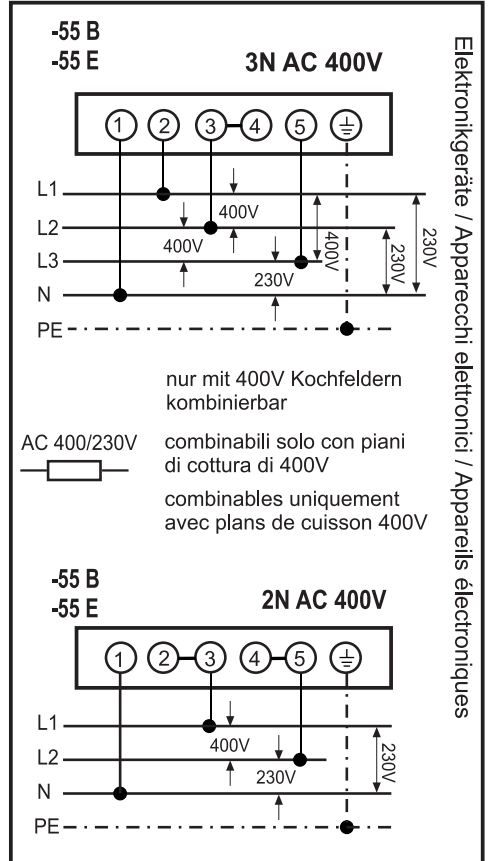 -55 B
-55 E
3N AC 400V
1 2 3 4 5
L1
L2
L3
N
PE
400V
400V
400V
230V
230V
230V
nur mit 400V Kochfeldern
kombinierbar
AC 400/230V
combinabili solo con piani
di cottura di 400V
combinables uniquement
avec plans de cuisson 400V
-55 B
-55 E
2N AC 400V
1 2 3 4 5
L1
L2
N
PE
400V
230V
230V
Elektronikgeräte / Apparecchi elettronici / Appareils électroniques